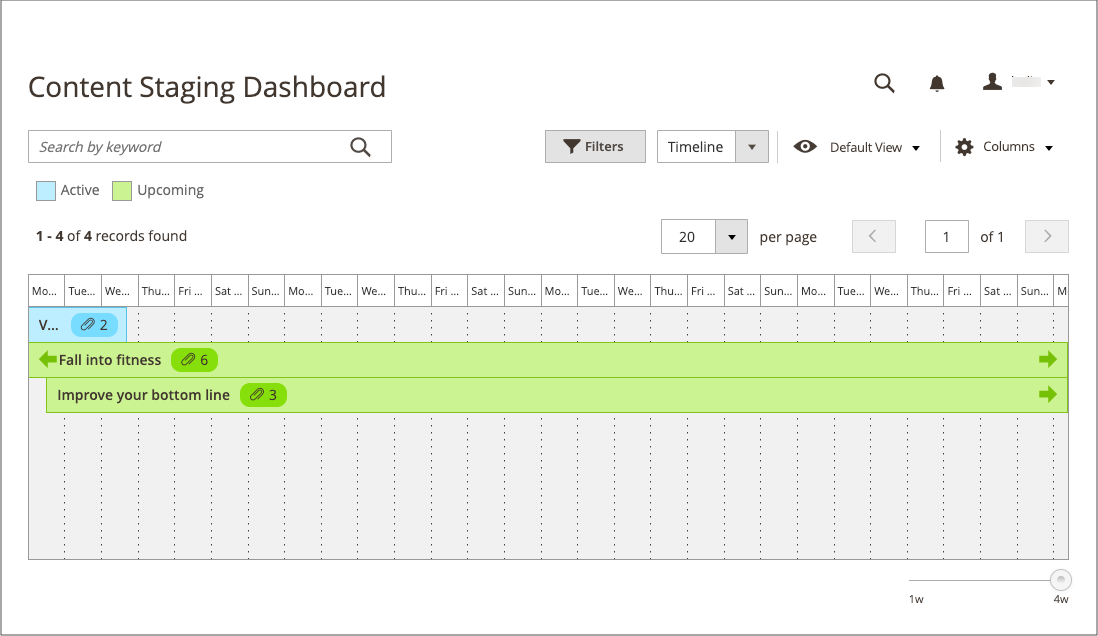 Content Staging Dashboard
Search by keyword
Filters
Timeline
Default View
Columns
Active
Upcoming
1 - 4 of 4 records found
20
per page
1
of 1
Mo... Tue... We... Thu... Fri ... Sat ... Sun... Mo... Tue... We... Thu... Fri ... Sat ... Sun... Mo... Tue... We... Thu... Fri ... Sat ... Sun... Mo... Tue... We... Thu... Fri ... Sat ... Sun... M
V... 2
Fall into fitness 6
Improve your bottom line 3
1w
4w